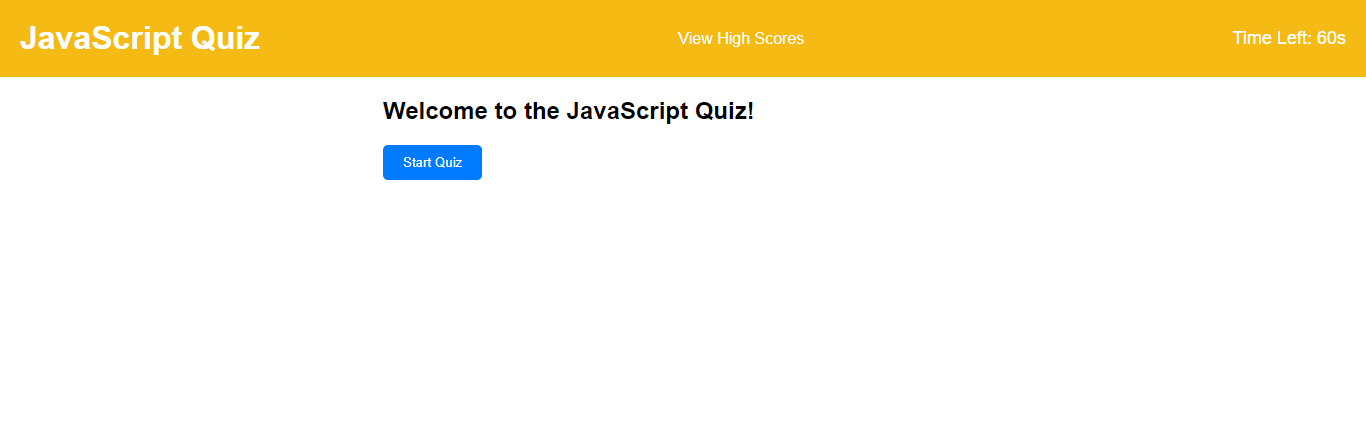 JavaScript Quiz
View High Scores
Time Left: 60s
Welcome to the JavaScript Quiz!
Start Quiz